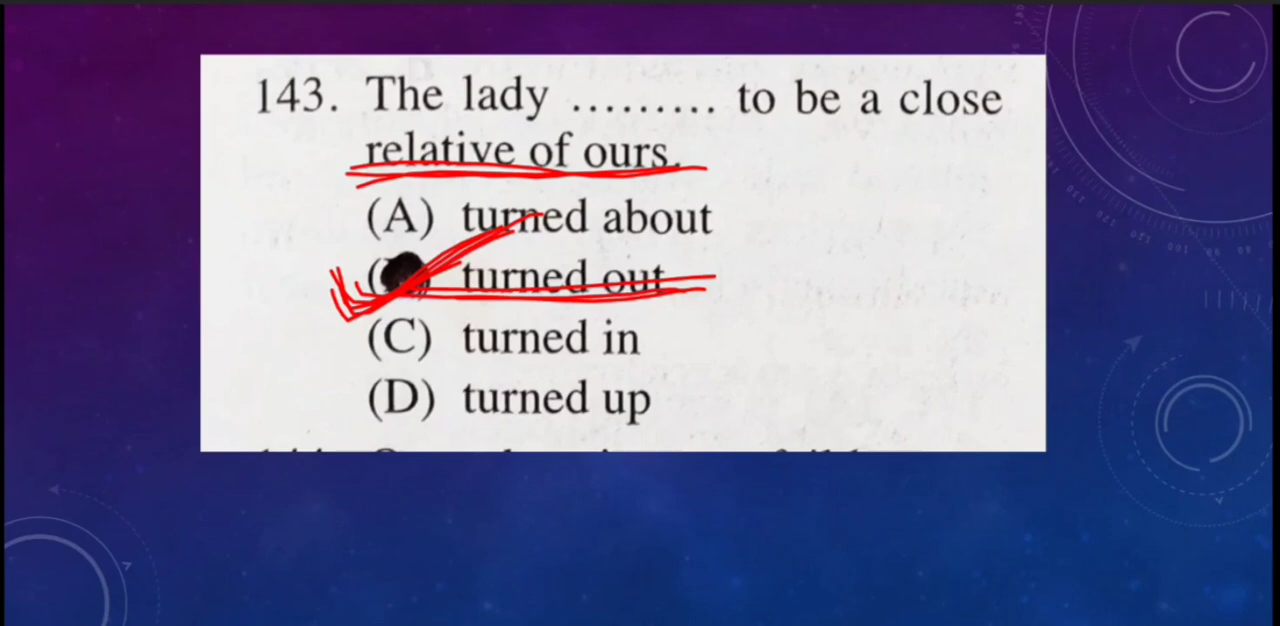 143. The lady ......... to be a close
relative of ours.
(A) turned about
( turned out
(C) turned in
(D) turned up